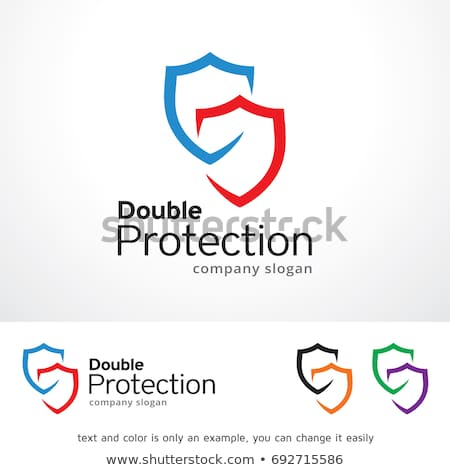 Double
Protection
company slogan
shutterstock
Double
Protection
company slogan
text and color is only an example, you can change it easily
www.shutterstock.com · 692715586